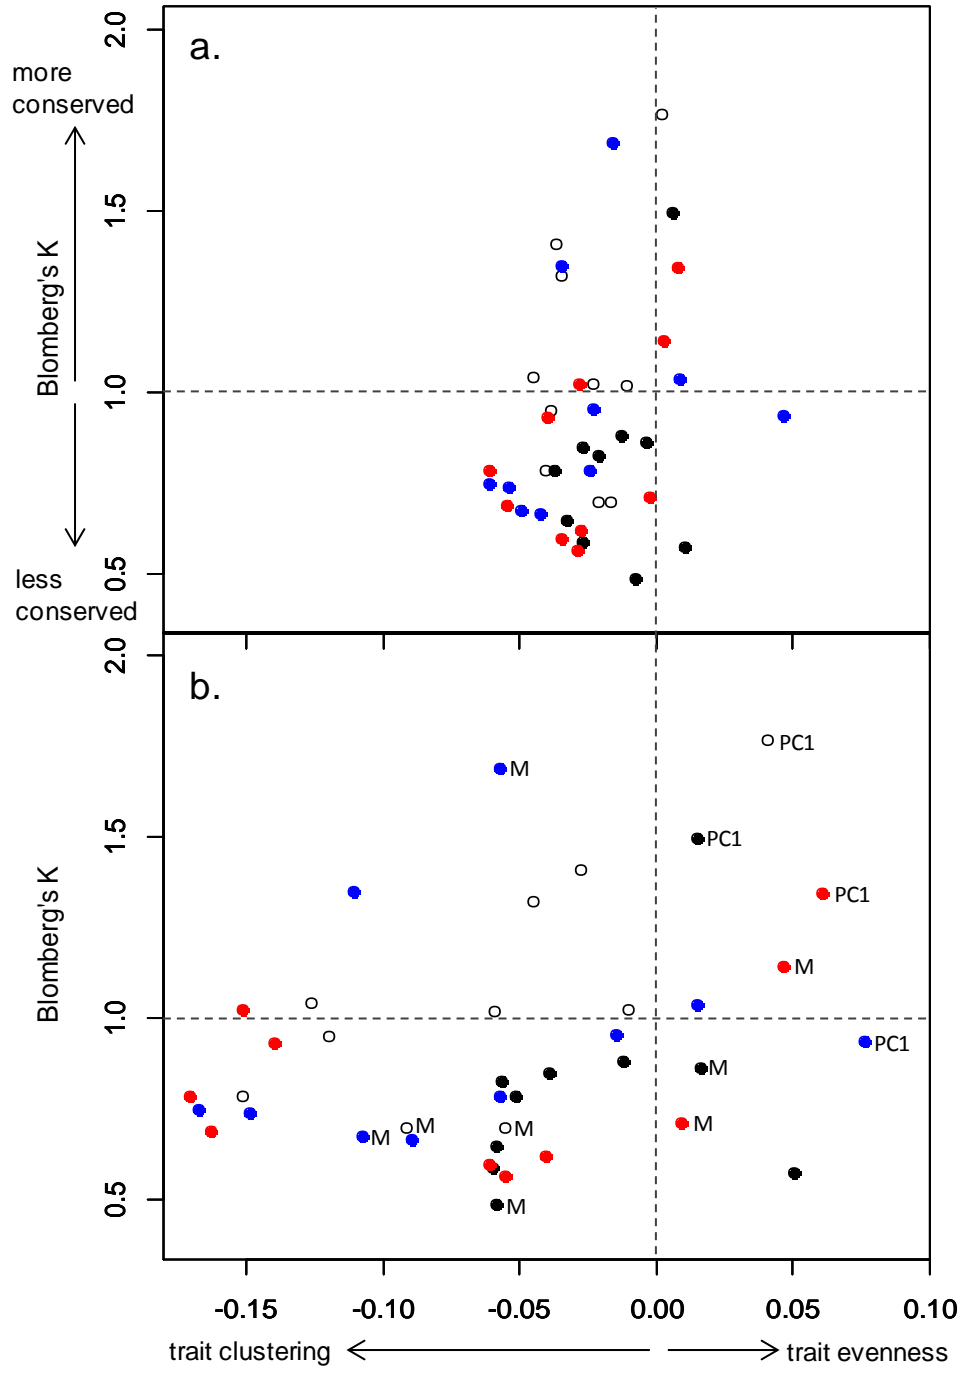 a.
2.0
more
conserved
1.5
Blomberg's K
1.0
0.5
less
conserved
b.
2.0
PC1
M
1.5
PC1
PC1
M
Blomberg's K
1.0
PC1
M
M
M
M
M
M
0.5
-0.15 -0.10 -0.05 0.00 0.05 0.10
trait clustering trait evenness